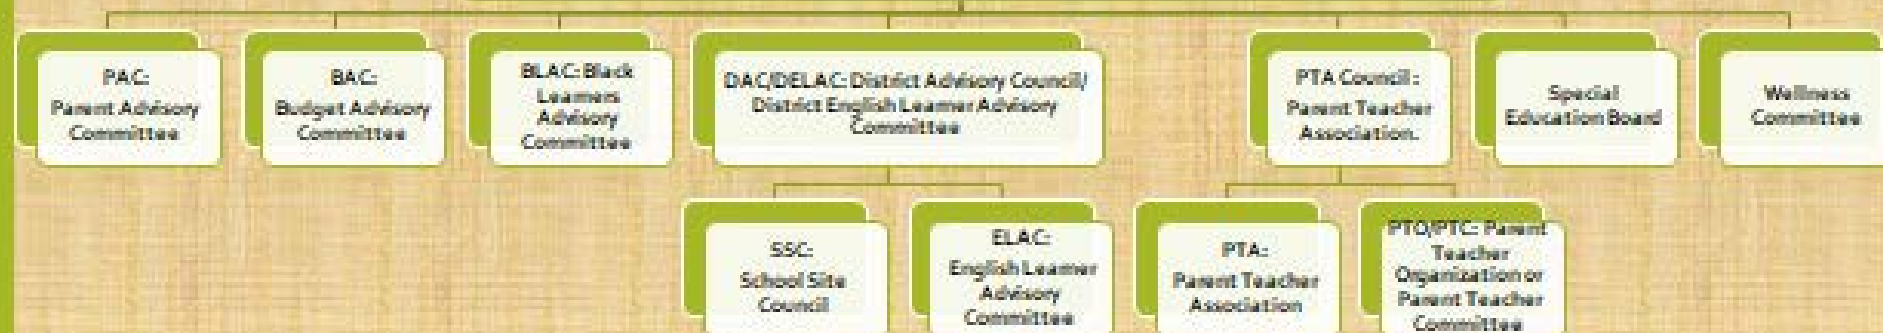 PAC:
Parent Advisory
Committee
BAC:
Budget Advisory
Committee
BLAC: Black
Learners
Advisory
Committee
DAC/DELAC: District Advisory Council/
District English Learner Advisory
Committee
PTA Council:
Parent Teacher
Association.
Special
Education Board
Wellness
Committee
SSC:
School Site
Council
ELAC:
English Learner
Advisory
Committee
PTA:
Parent Teacher
Association
PTO/PTC: Parent
Teacher
Organization or
Parent Teacher
Committee